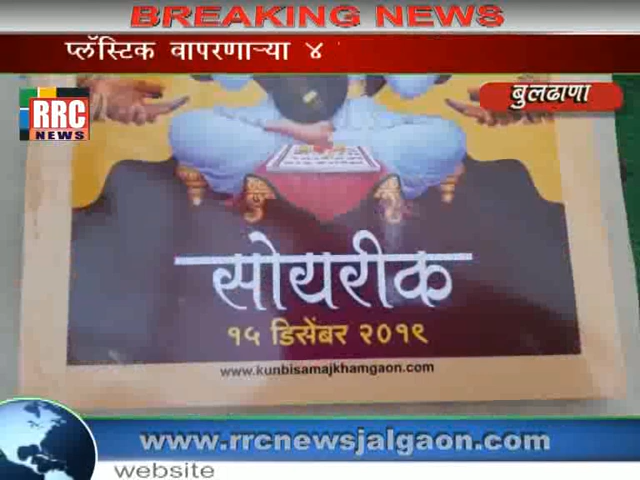 BREAKING NEWS
प्लॅस्टिक वापरणाऱ्या ४
बुलढाणा
RRC
NEWS
सोयरीक
१५ डिसेंबर २०१९
www.kunbisamajkhamgaon.com
www.rrcnewsjalgaon.com
website